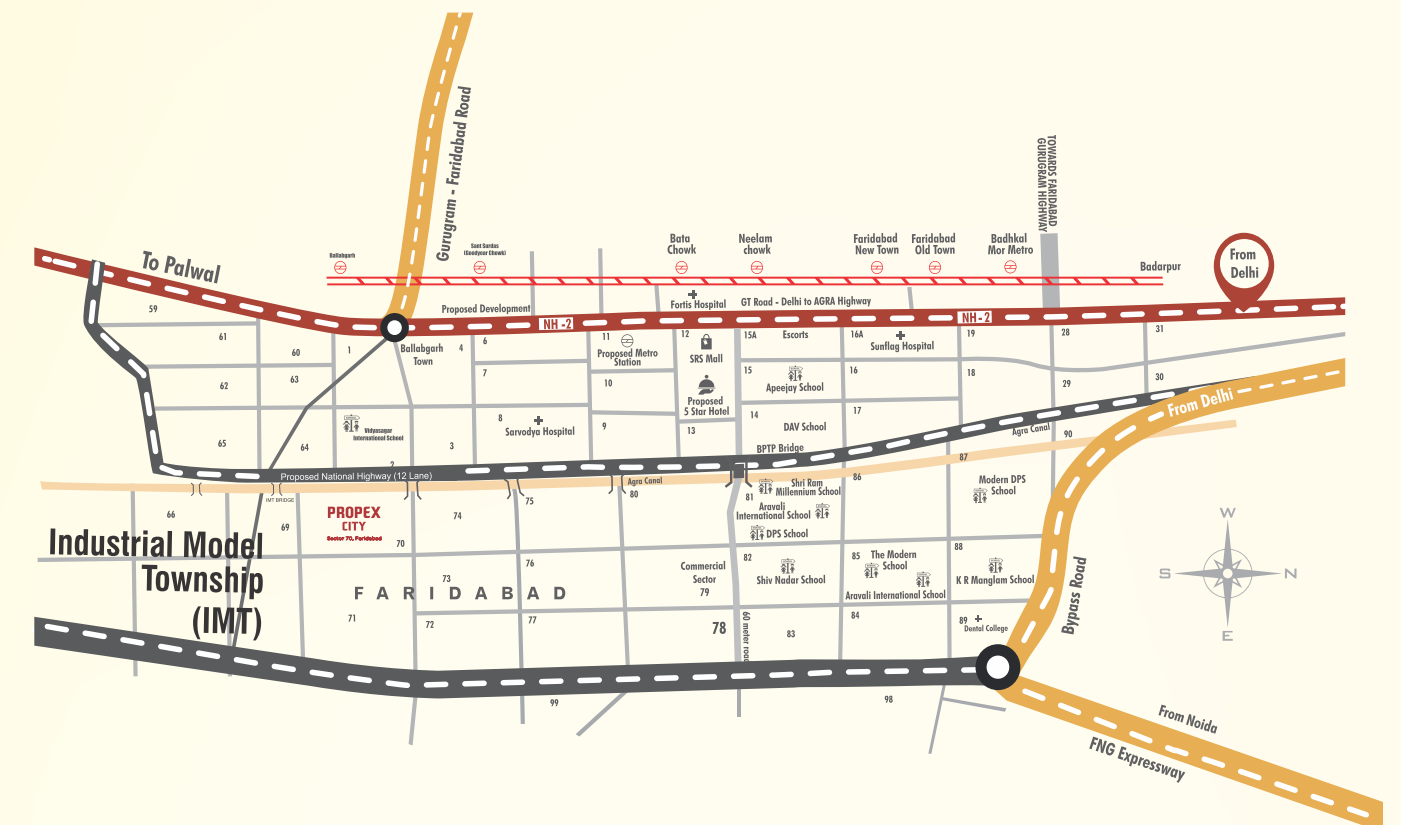 TOWARDS FARIDABAD
GURUGRAM HIGHWAY
Gurugram - Faridabad Road
To Palwal
Ballabgarh
Sant Surdas
(Goodyear Chowk)
Bata
Chowk
Neelam
chowk
Faridabad
New Town
Faridabad
Old Town
Badhkal
Mor Metro
Badarpur
From
Delhi
Proposed Development
Fortis Hospital
GT Road - Delhi to AGRA Highway
NH -2
NH -2
59
61
60
1
Ballabgarh
Town
4
6
11
Proposed Metro
Station
12
SRS Mall
15A
Escorts
16A
Sunflag Hospital
19
28
31
62
63
7
10
Proposed
5 Star Hotel
15
Apeejay School
16
18
29
30
From Delhi
65
64
Vidyasagar
International School
2
3
8
Sarvodya Hospital
9
13
14
DAV School
17
BPTP Bridge
Agra Canal
90
87
Proposed National Highway (12 Lane)
IMT BRIDGE
Agra Canal
80
81
Shri Ram
Millennium School
86
Modern DPS
School
66
69
PROPEX
CITY
Sector 70, Faridabad
70
74
75
Aravali
International School
DPS School
Industrial Model
Township
(IMT)
73
76
Commercial
Sector
79
82
Shiv Nadar School
85
The Modern
School
Aravali International School
88
K R Manglam School
FARIDABAD
71
72
77
78
60 meter road
83
84
89
Dental College
Bypass Road
W
S
N
E
99
98
From Noida
FNG Expressway